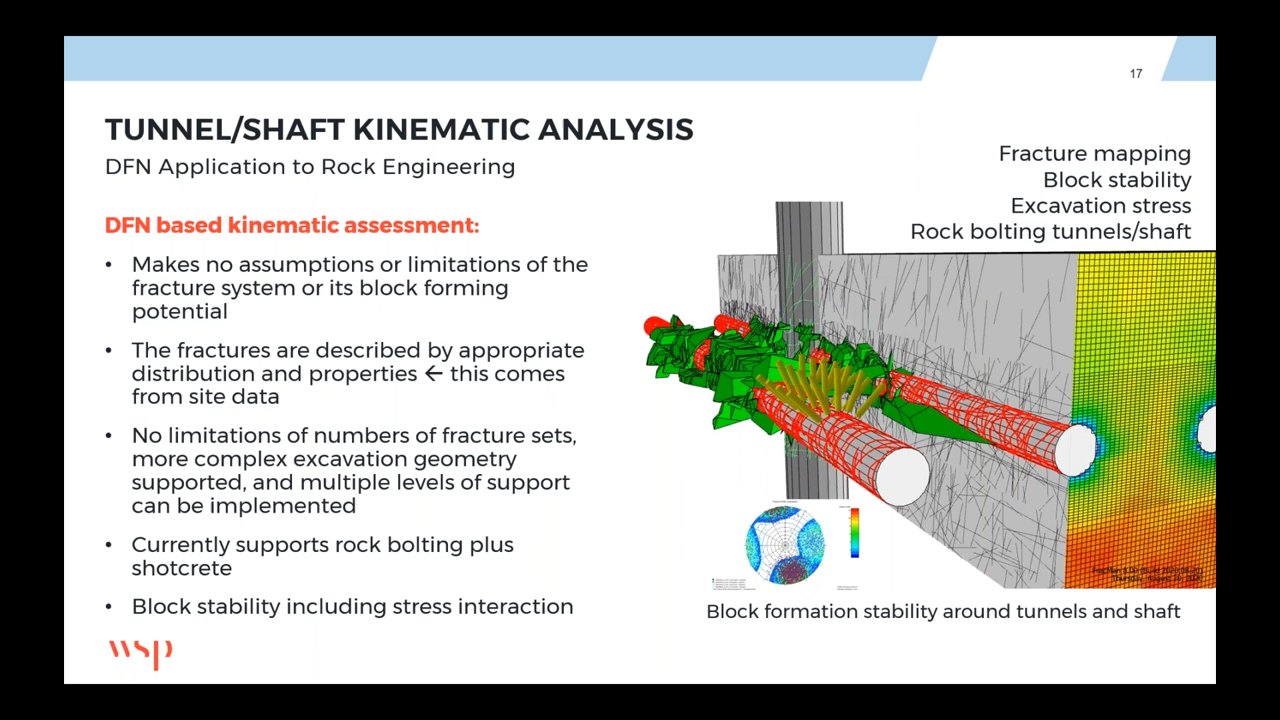 17
TUNNEL/SHAFT KINEMATIC ANALYSIS
DFN Application to Rock Engineering
Fracture mapping
Block stability
Excavation stress
Rock bolting tunnels/shaft
DFN based kinematic assessment:
• Makes no assumptions or limitations of the
fracture system or its block forming
potential
• The fractures are described by appropriate
distribution and properties ← this comes
from site data
• No limitations of numbers of fracture sets,
more complex excavation geometry
supported, and multiple levels of support
can be implemented
• Currently supports rock bolting plus
shotcrete
• Block stability including stress interaction
Block formation stability around tunnels and shaft
wsp